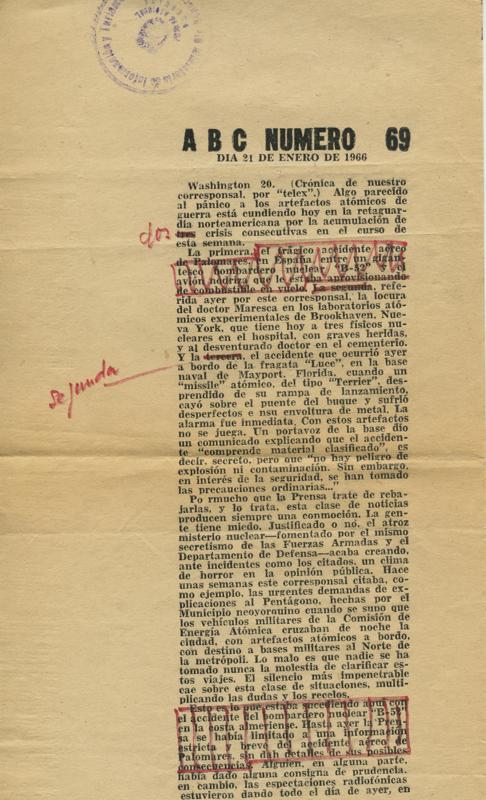 A B C NUMERO 69
DIA 21 DE ENERO DE 1966
Washington 20. (Crónica de nuestro
corresponsal, por "telex".) Algo parecido
al pánico a los artefactos atómicos de
guerra está cundiendo hoy en la retaguar-
dia norteamericana por la acumulación de
dos
tres crisis consecutivas en el curso de
esta semana.
La primera, el trágico accidente aéreo
de Palomares, en España, entre un gigan-
tesco bombardero nuclear "B-52" y el
avión nodriza que le estaba aprovisionando
de combustible en vuelo. La segunda, refe-
rida ayer por este corresponsal, la locura
del doctor Maresca en los laboratorios ató-
micos experimentales de Brookhaven, Nue-
va York, que tiene hoy a tres físicos nu-
cleares en el hospital, con graves heridas,
y al desventurado doctor en el cementerio.
segunda
Y la tercera, el accidente que ocurrió ayer
a bordo de la fragata "Luce", en la base
naval de Mayport, Florida, cuando un
"missile" atómico, del tipo "Terrier", des-
prendido de su rampa de lanzamiento,
cayó sobre el puente del buque y sufrió
desperfectos e nsu envoltura de metal. La
alarma fue inmediata. Con estos artefactos
no se juega. Un portavoz de la base dio
un comunicado explicando que el acciden-
te "comprende material clasificado", es
decir, secreto, pero que "no hay peligro de
explosión ni contaminación. Sin embargo,
en interés de la seguridad, se han tomado
las precauciones ordinarias..."
Po rmucho que la Prensa trate de reba-
jarlas, y lo trata, esta clase de noticias
producen siempre una conmoción. La gen-
te tiene miedo. Justificado o no, el atroz
misterio nuclear—fomentado por el mismo
secretismo de las Fuerzas Armadas y el
Departamento de Defensa—acaba creando,
ante incidentes como los citados, un clima
de horror en la opinión pública. Hace
unas semanas este corresponsal citaba, co-
mo ejemplo, las urgentes demandas de ex-
plicaciones al Pentágono, hechas por el
Municipio neoyorquino cuando se supo que
los vehículos militares de la Comisión de
Energía Atómica cruzaban de noche la
ciudad, con artefactos atómicos a bordo,
con destino a bases militares al Norte de
la metrópoli. Lo malo es que nadie se ha
tomado nunca la molestia de clarificar es-
tos viajes. El silencio más impenetrable
cae sobre esta clase de situaciones, multi-
plicando las dudas y los recelos.
Esto es lo que estaba sucediendo aquí con
el accidente del bombardero nuclear "B-52"
en la costa almeriense. Hasta ayer la Pren-
sa se había limitado a una información
estricta y breve del accidente aéreo de
Palomares, sin dar detalles de sus posibles
consecuencias. Alguien, en alguna parte,
había dado alguna consigna de prudencia.
en cambio, las espectaciones radiofónicas
estuvieron dando todo el día de ayer, en